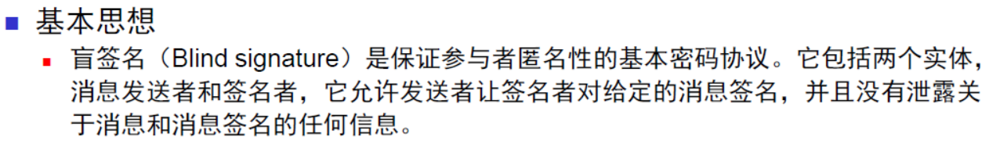 基本思想
盲签名（Blind signature）是保证参与者匿名性的基本密码协议。它包括两个实体，
消息发送者和签名者，它允许发送者让签名者对给定的消息签名，并且没有泄露关
于消息和消息签名的任何信息。